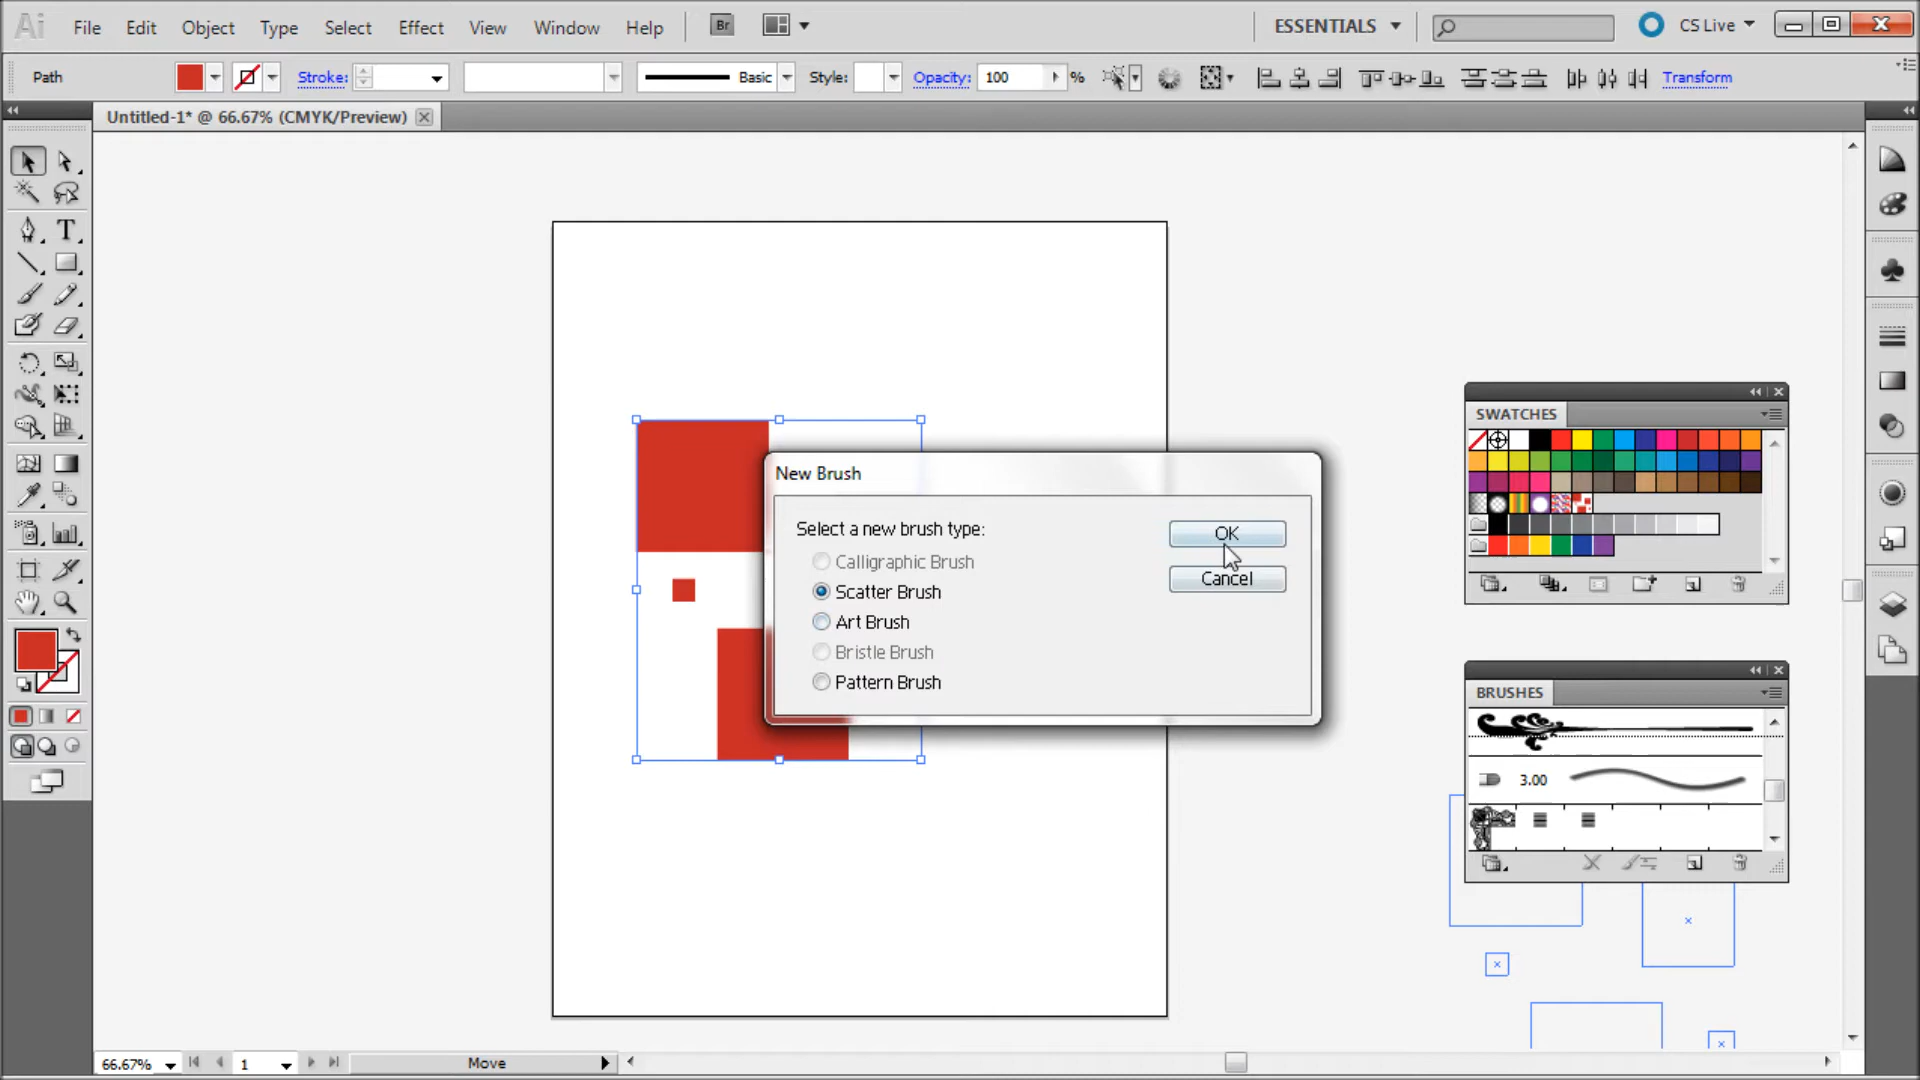 Ai File Edit Object Type Select Effect View Window Help Br ESSENTIALS CS Live
Path Stroke: Basic Style: Opacity: 100 % Transform
Untitled-1* @ 66.67% (CMYK/Preview)
SWATCHES
New Brush
Select a new brush type:
Calligraphic Brush
Scatter Brush
Art Brush
Bristle Brush
Pattern Brush
OK
Cancel
BRUSHES
3.00
66.67% 1 Move